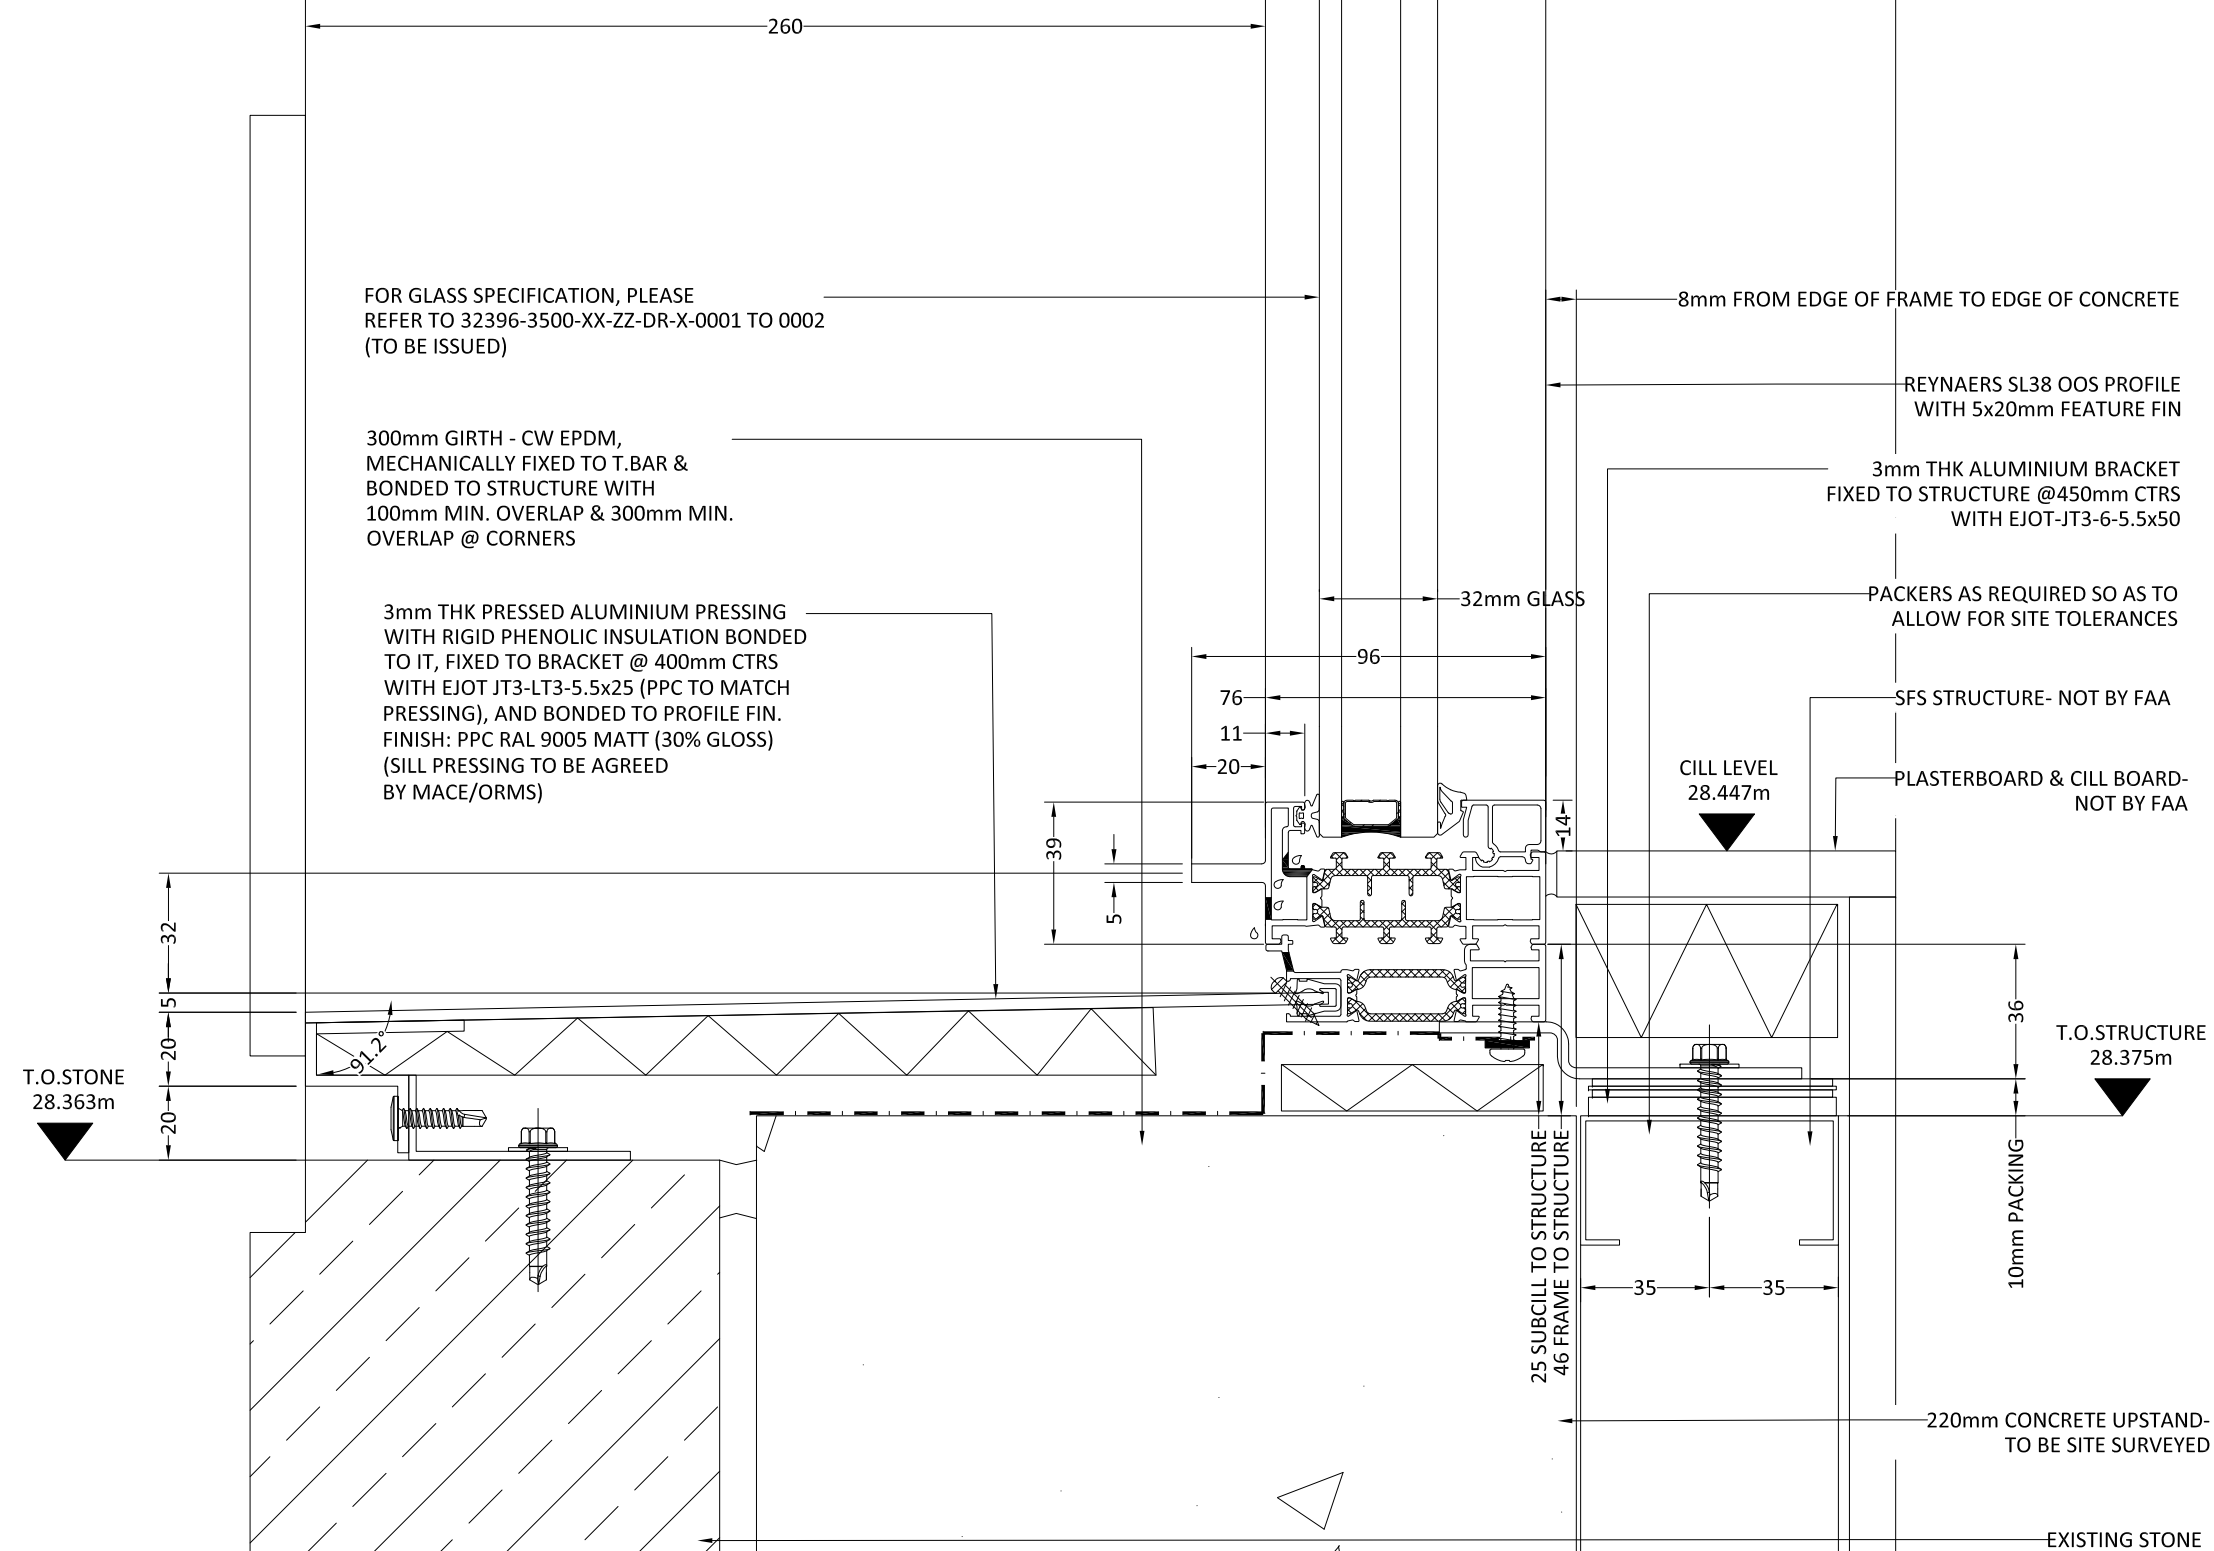 260
FOR GLASS SPECIFICATION, PLEASE
REFER TO 32396-3500-XX-ZZ-DR-X-0001 TO 0002
(TO BE ISSUED)
8mm FROM EDGE OF FRAME TO EDGE OF CONCRETE
REYNAERS SL38 OOS PROFILE
WITH 5x20mm FEATURE FIN
300mm GIRTH - CW EPDM,
MECHANICALLY FIXED TO T.BAR &
BONDED TO STRUCTURE WITH
100mm MIN. OVERLAP & 300mm MIN.
OVERLAP @ CORNERS
3mm THK ALUMINIUM BRACKET
FIXED TO STRUCTURE @450mm CTRS
WITH EJOT-JT3-6-5.5x50
3mm THK PRESSED ALUMINIUM PRESSING
WITH RIGID PHENOLIC INSULATION BONDED
TO IT, FIXED TO BRACKET @ 400mm CTRS
WITH EJOT JT3-LT3-5.5x25 (PPC TO MATCH
PRESSING), AND BONDED TO PROFILE FIN.
FINISH: PPC RAL 9005 MATT (30% GLOSS)
(SILL PRESSING TO BE AGREED
BY MACE/ORMS)
32mm GLASS
PACKERS AS REQUIRED SO AS TO
ALLOW FOR SITE TOLERANCES
96
76
11
20
SFS STRUCTURE- NOT BY FAA
CILL LEVEL
28.447m
PLASTERBOARD & CILL BOARD-
NOT BY FAA
14
39
5
32
5
20
20
91.2°
36
T.O.STONE
28.363m
T.O.STRUCTURE
28.375m
10mm PACKING
25 SUBCILL TO STRUCTURE
46 FRAME TO STRUCTURE
35
35
220mm CONCRETE UPSTAND-
TO BE SITE SURVEYED
EXISTING STONE